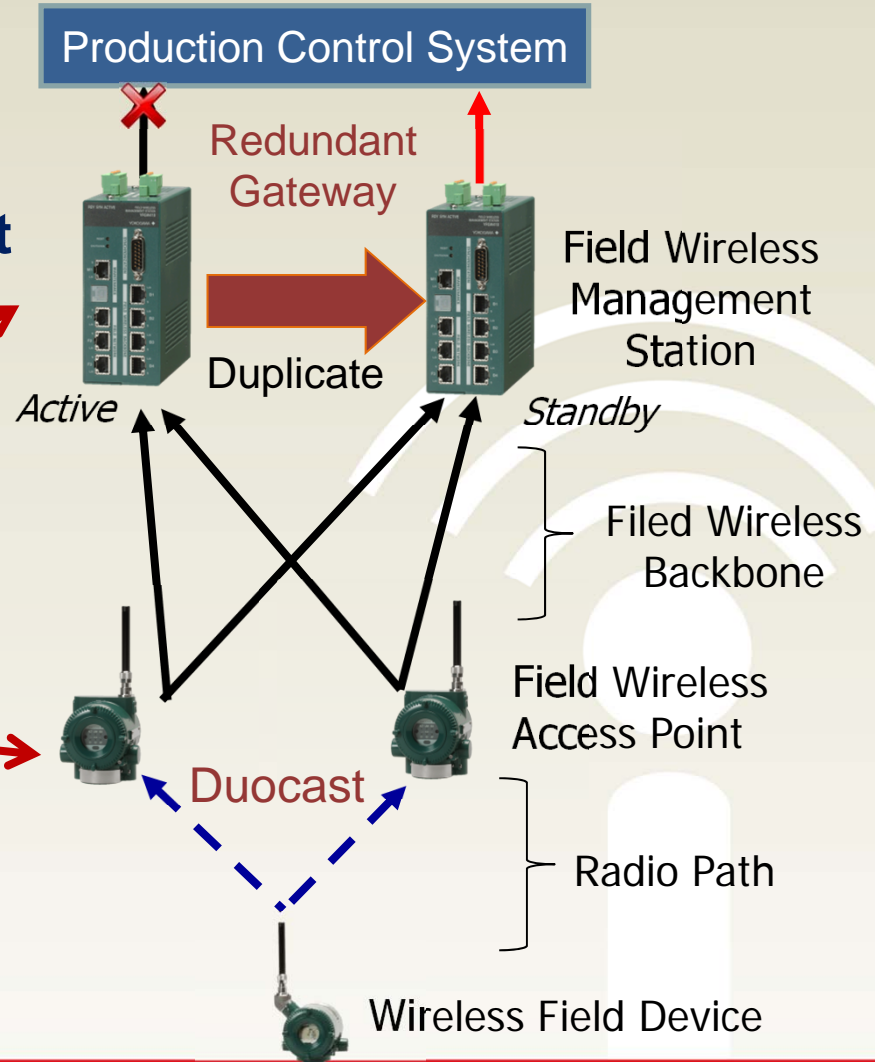 Production Control System
Redundant
Gateway
t
Field Wireless
Management
Station
Duplicate
Active
Standby
Filed Wireless
Backbone
Field Wireless
Access Point
Duocast
Radio Path
Wireless Field Device